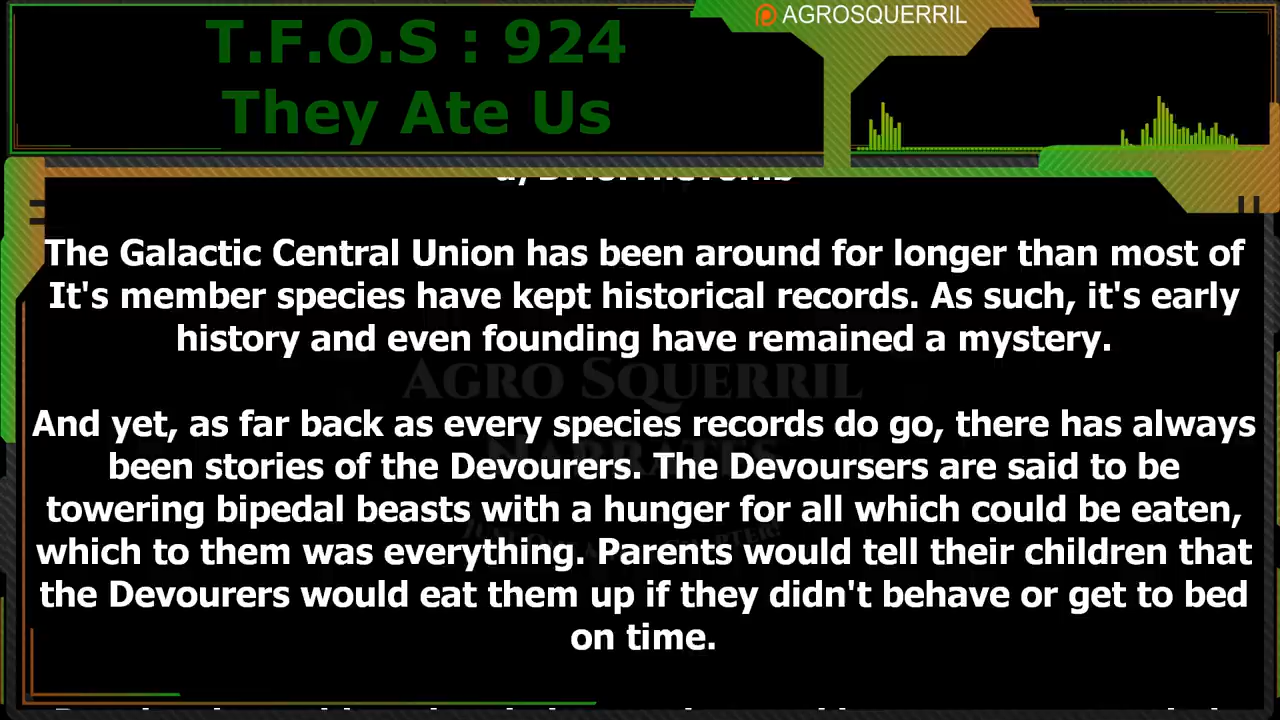 AGROSQUERRIL
T.F.O.S : 924
They Ate Us
The Galactic Central Union has been around for longer than most of
It's member species have kept historical records. As such, it's early
history and even founding have remained a mystery.
AGRO SQUERRIL
NARRATES
And yet, as far back as every species records do go, there has always
been stories of the Devourers. The Devoursers are said to be
towering bipedal beasts with a hunger for all which could be eaten,
which to them was everything. Parents would tell their children that
the Devourers would eat them up if they didn't behave or get to bed
on time.